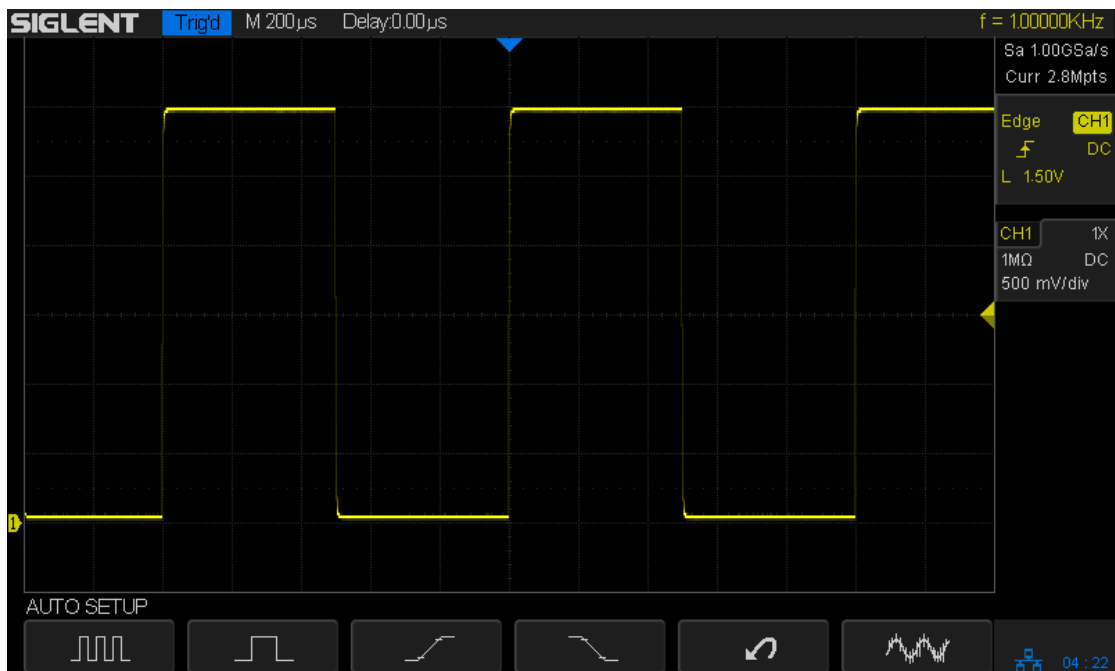 SIGLENT Trig'd M 200µs Delay:0.00µs f = 1.00000KHz
Sa 1.00GSa/s
Curr 2.8Mpts
Edge CH1
DC
L 1.50V
CH1 1X
1MΩ DC
500 mV/div
1
AUTO SETUP
04 : 22